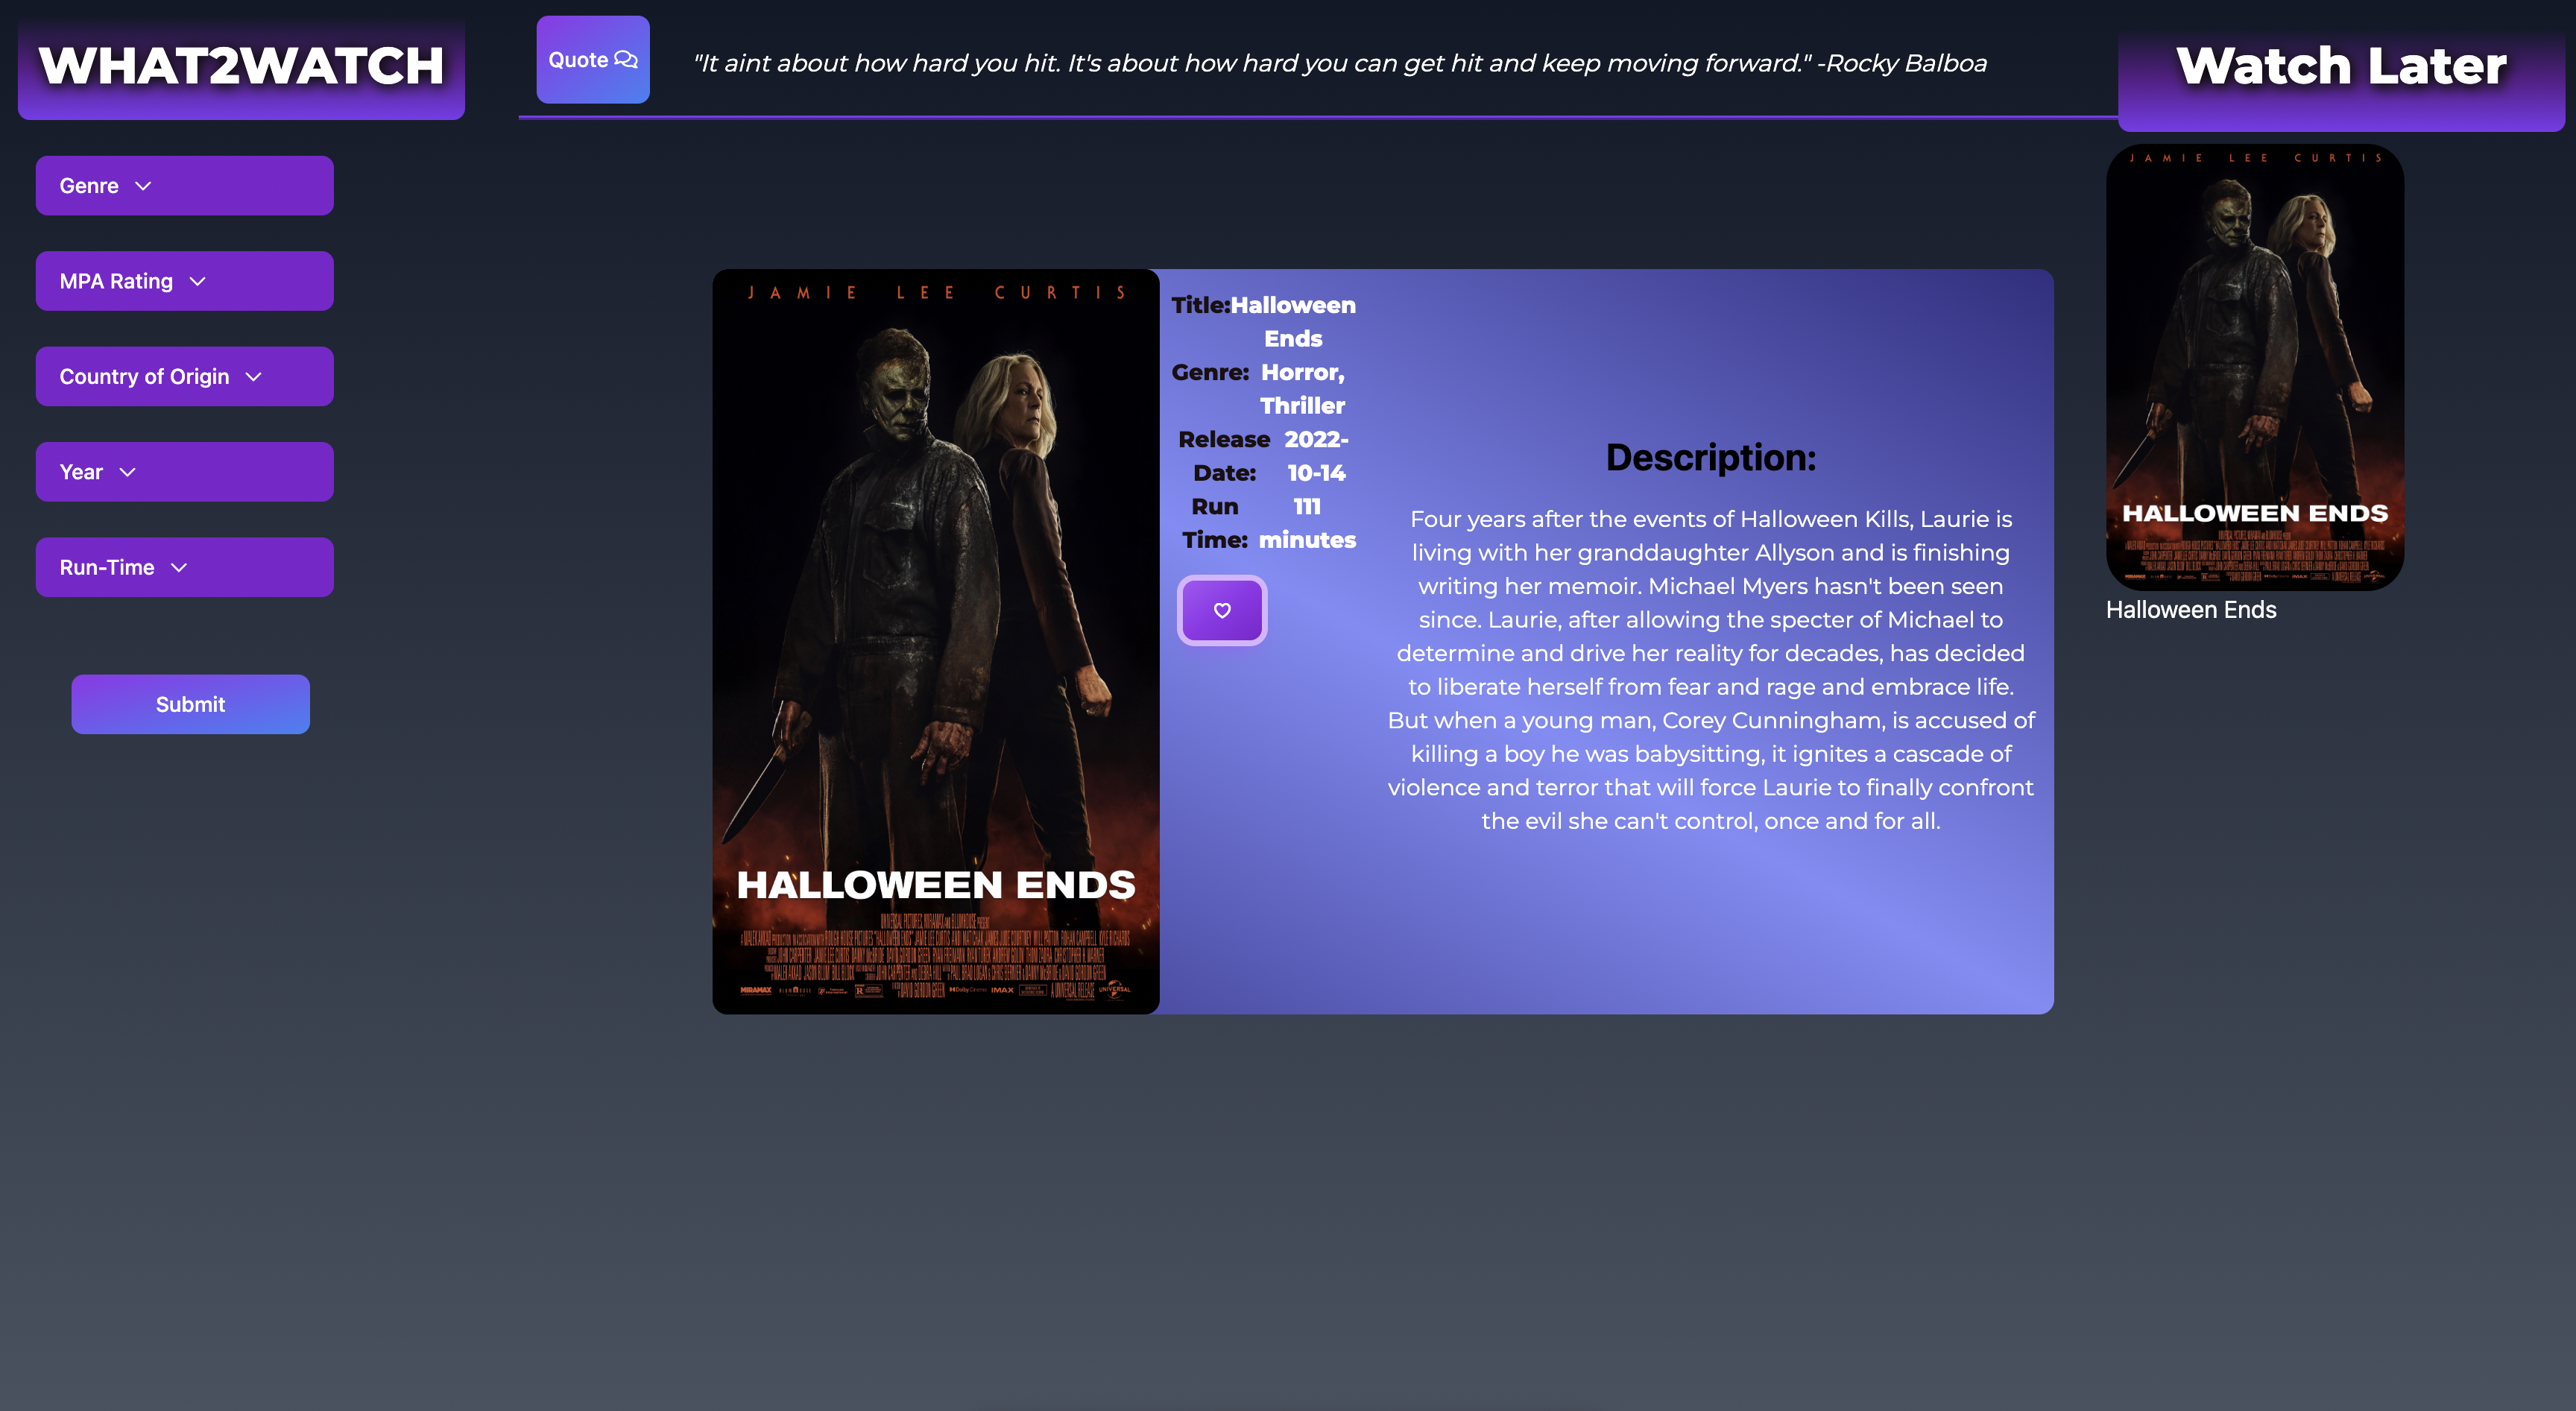 WHAT2WATCH
Quote
"It aint about how hard you hit. It's about how hard you can get hit and keep moving forward." -Rocky Balboa
Watch Later
Genre
MPA Rating
Country of Origin
Year
Run-Time
Submit
JAMIE LEE CURTIS
HALLOWEEN ENDS
Title: Halloween
Ends
Genre: Horror,
Thriller
Release 2022-
Date: 10-14
Run 111
Time: minutes
Description:
Four years after the events of Halloween Kills, Laurie is
living with her granddaughter Allyson and is finishing
writing her memoir. Michael Myers hasn't been seen
since. Laurie, after allowing the specter of Michael to
determine and drive her reality for decades, has decided
to liberate herself from fear and rage and embrace life.
But when a young man, Corey Cunningham, is accused of
killing a boy he was babysitting, it ignites a cascade of
violence and terror that will force Laurie to finally confront
the evil she can't control, once and for all.
JAMIE LEE CURTIS
HALLOWEEN ENDS
Halloween Ends